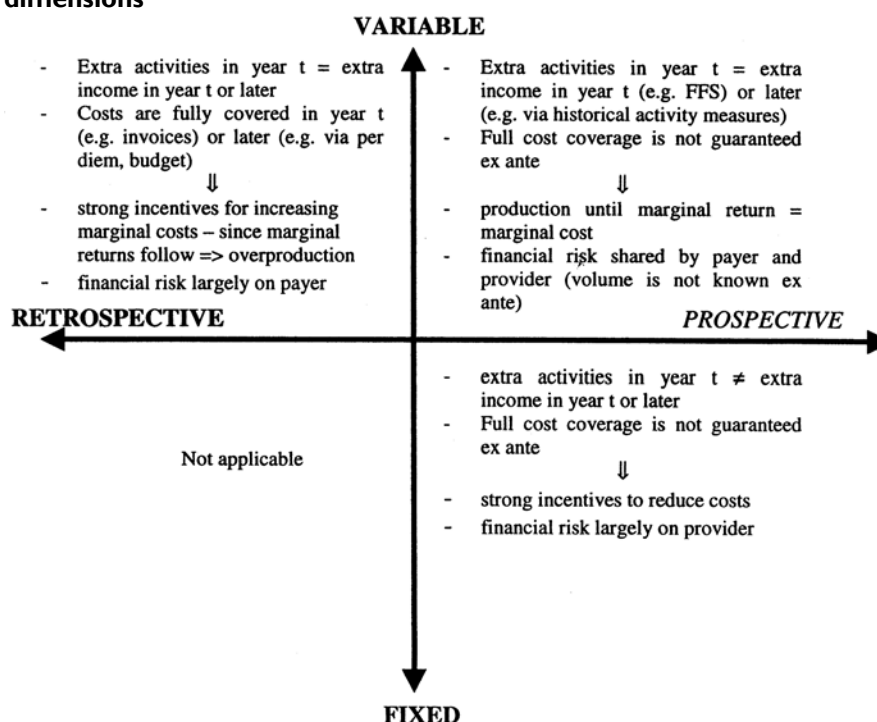 dimensions
VARIABLE
- Extra activities in year t = extra
income in year t or later
- Costs are fully covered in year t
(e.g. invoices) or later (e.g. via per
diem, budget)
⇓
- strong incentives for increasing
marginal costs – since marginal
returns follow => overproduction
- financial risk largely on payer
- Extra activities in year t = extra
income in year t (e.g. FFS) or later
(e.g. via historical activity measures)
- Full cost coverage is not guaranteed
ex ante
⇓
- production until marginal return =
marginal cost
- financial risk shared by payer and
provider (volume is not known ex
ante)
RETROSPECTIVE
PROSPECTIVE
Not applicable
- extra activities in year t ≠ extra
income in year t or later
- Full cost coverage is not guaranteed
ex ante
⇓
- strong incentives to reduce costs
- financial risk largely on provider
FIXED